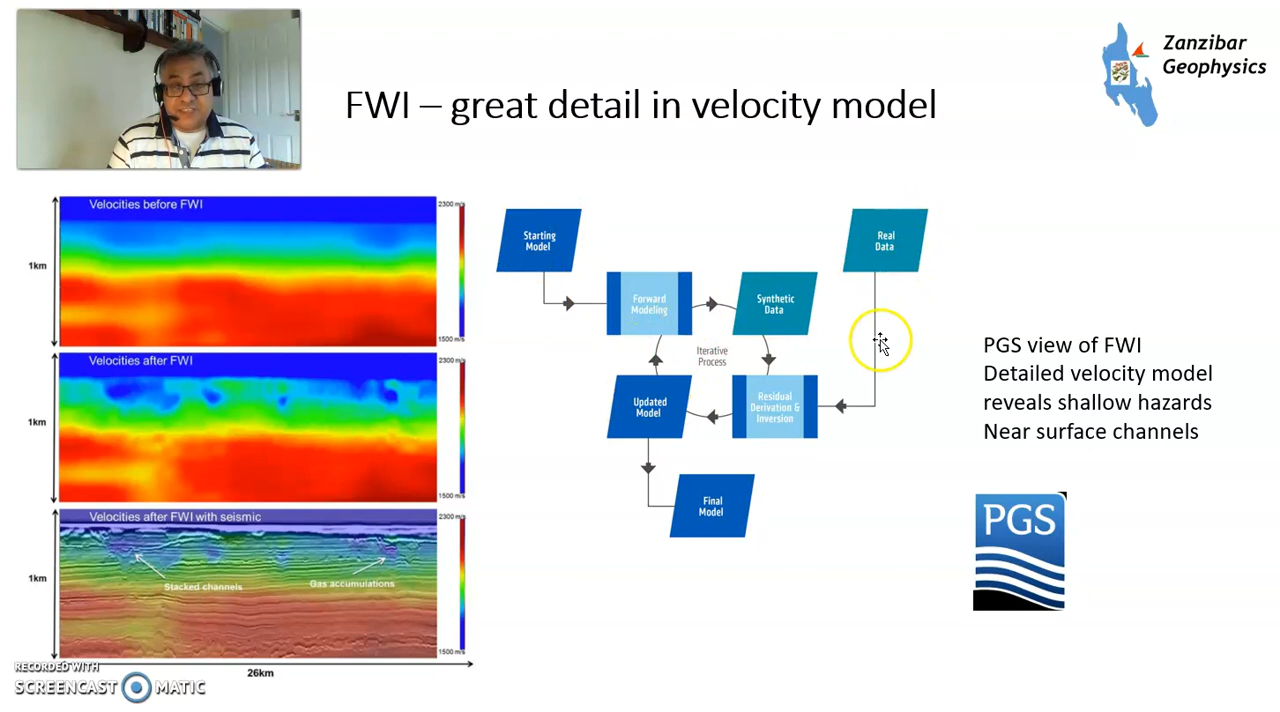 Zanzibar
Geophysics
FWI – great detail in velocity model
Velocities before FWI
2300 m/s
1km
1500 m/s
Velocities after FWI
2300 m/s
1km
1500 m/s
Velocities after FWI with seismic
2300 m/s
1km
Stacked channels
Gas accumulations
1500 m/s
26km
Starting
Model
Real
Data
Forward
Modeling
Synthetic
Data
Iterative
Process
Updated
Model
Residual
Derivation &
Inversion
Final
Model
PGS view of FWI
Detailed velocity model
reveals shallow hazards
Near surface channels
PGS
RECORDED WITH
SCREENCAST MATIC